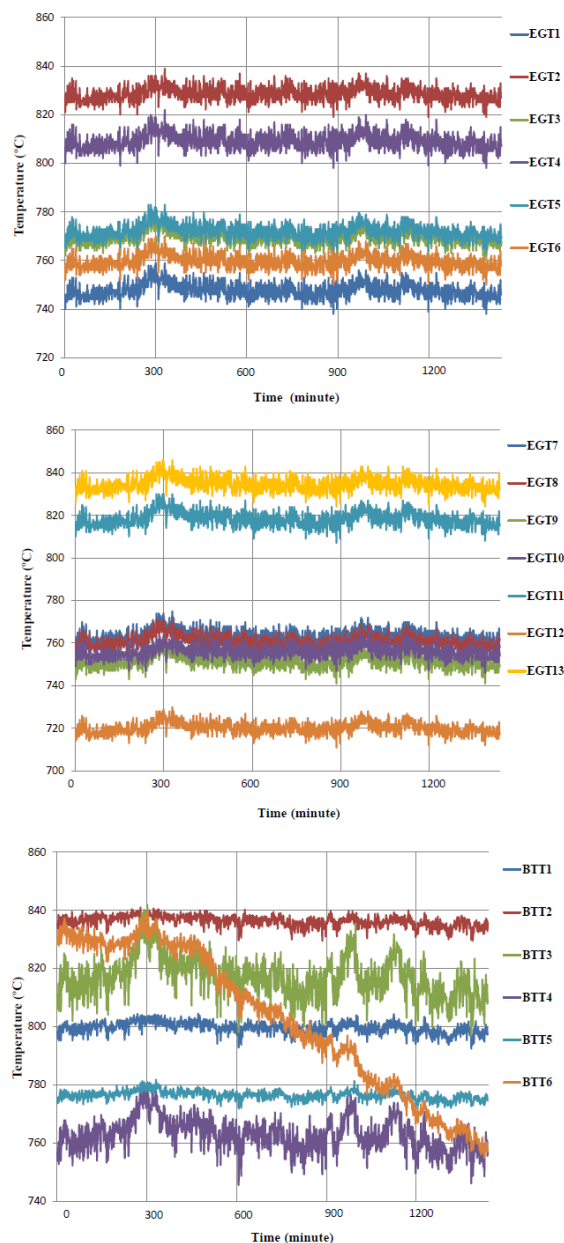 860
840
820
800
780
760
740
720
Temperature (°C)
0
300
600
900
1200
Time (minute)
EGT1
EGT2
EGT3
EGT4
EGT5
EGT6
860
840
820
800
780
760
740
720
700
Temperature (°C)
0
300
600
900
1200
Time (minute)
EGT7
EGT8
EGT9
EGT10
EGT11
EGT12
EGT13
860
840
820
800
780
760
740
Temperature (°C)
0
300
600
900
1200
Time (minute)
BTT1
BTT2
BTT3
BTT4
BTT5
BTT6